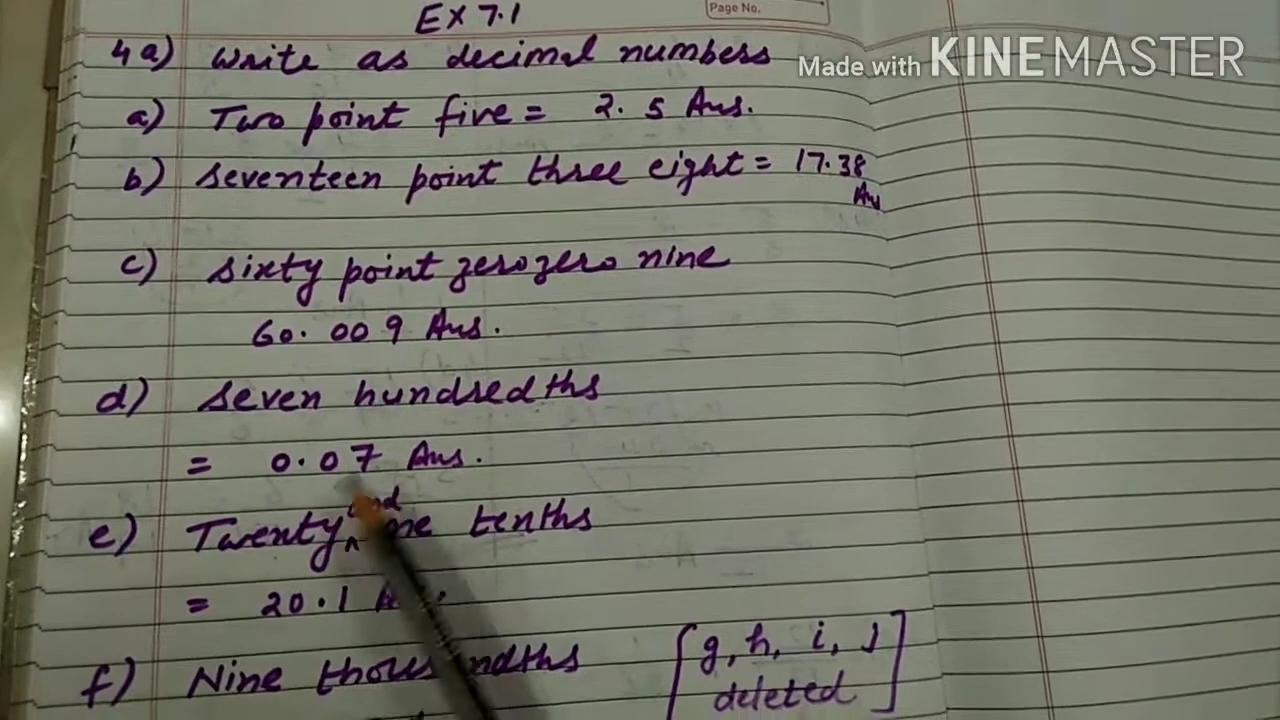 EX 7.1
Page No.
4a) Write as decimal numbers
Made with KINEMASTER
a) Two point five = 2.5 Ans.
b) Seventeen point three eight = 17.38
Ans
c) Sixty point zero zero nine
60.009 Ans.
d) Seven hundredths
= 0.07 Ans.
and
e) Twenty one tenths
= 20.1
f) Nine thousandths
[g, h, i, j
deleted]